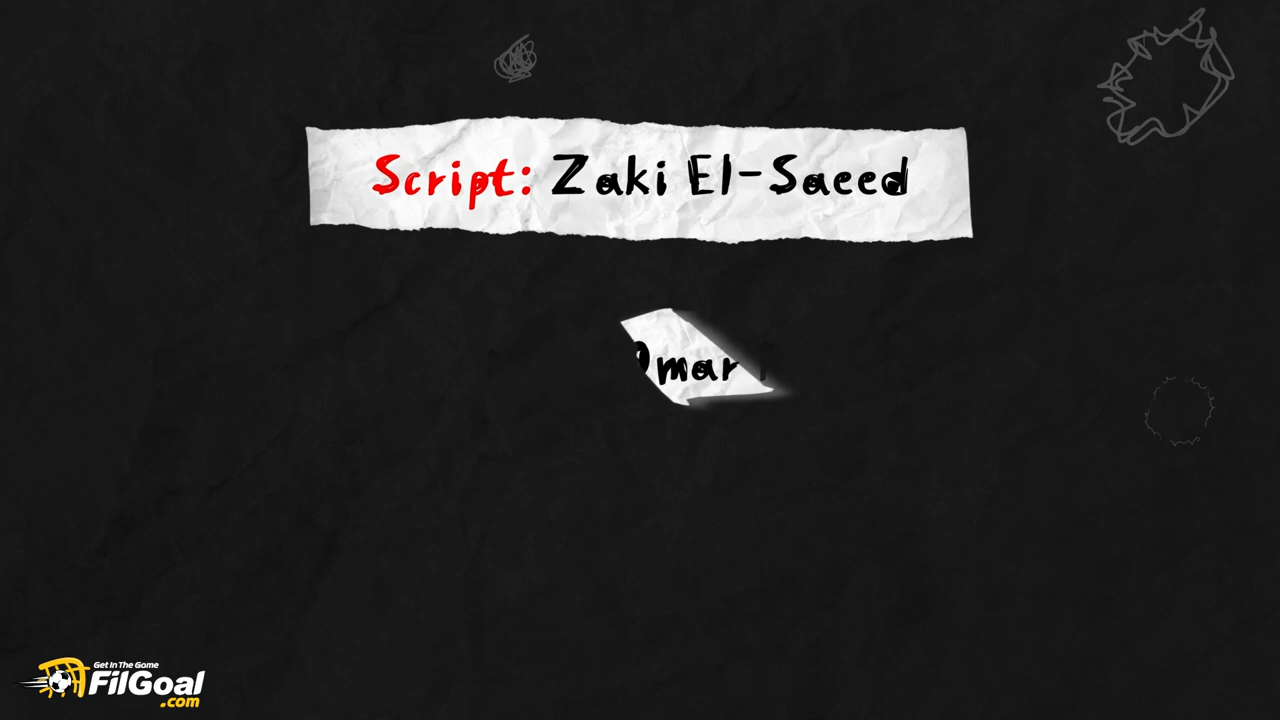 Script: Zaki El-Saeed
Omar
Get In The Game
FilGoal
.com